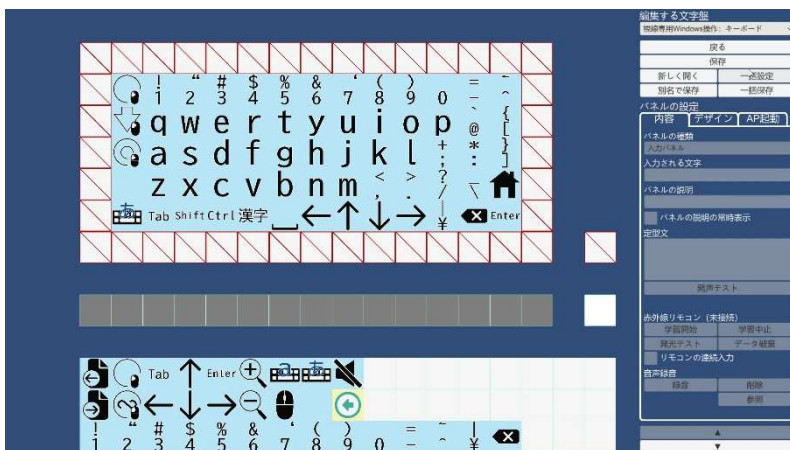 編集する文字盤
視線専用Windows操作: キーボード
戻る
保存
新しく開く 一括設定
別名で保存 一括保存
パネルの設定
内容 デザイン AP起動
パネルの種類
入力パネル
入力される文字
パネルの説明
パネルの説明の常時表示
定型文
発声テスト
赤外線リモコン (未接続)
学習開始 学習中止
発光テスト データ破棄
リモコンの連続入力
音声録音
録音 削除
参照
▲
▼
! " # $ % & ' ( ) = ~
1 2 3 4 5 6 7 8 9 0 - ^
q w e r t y u i o p ` @ { [
a s d f g h j k l + ; * : } ]
z x c v b n m < , > . ? / _ \
あ Tab Shift Ctrl 漢字 ← ↑ ↓ → | ¥ Enter
Tab ↑ Enter a あ
← ↓ →
! " # $ % & ' ( ) = ~ |
1 2 3 4 5 6 7 8 9 0 - ^ ¥